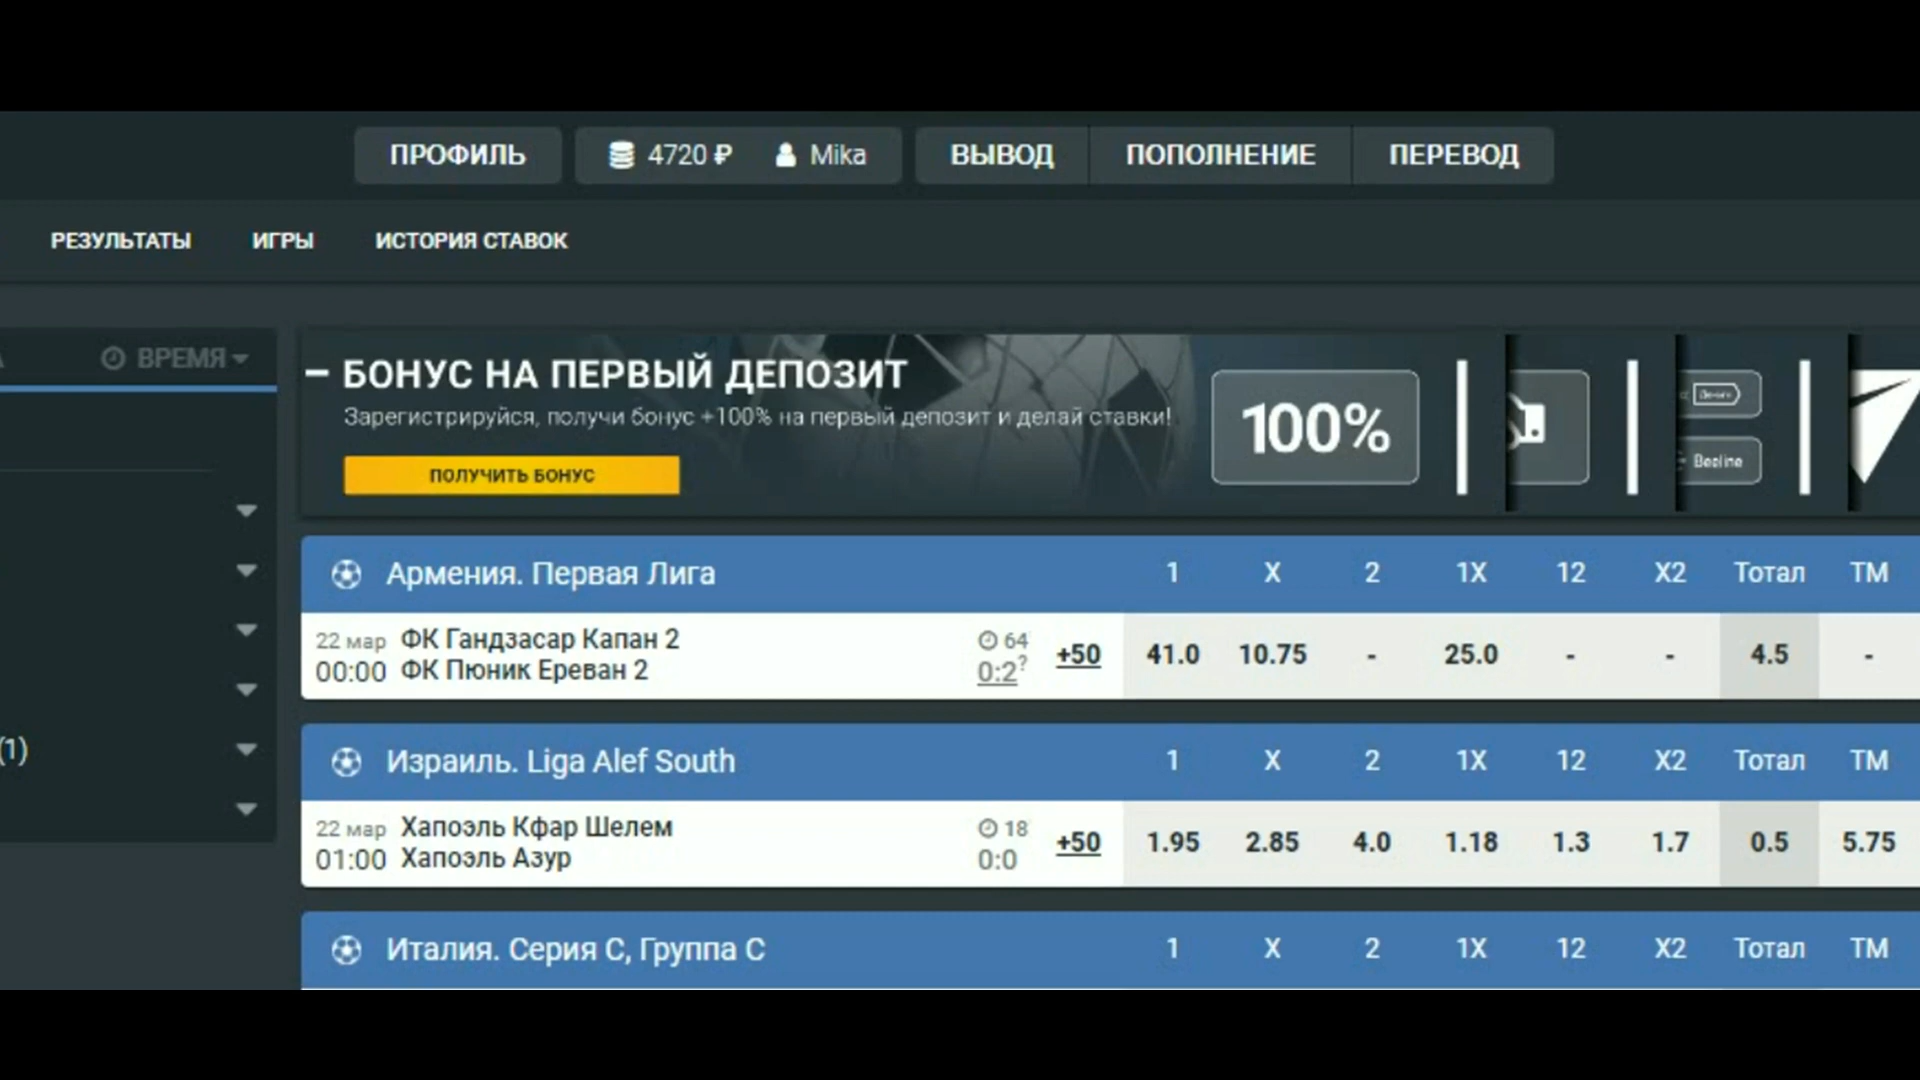 ПРОФИЛЬ 4720 ₽ Mika ВЫВОД ПОПОЛНЕНИЕ ПЕРЕВОД
РЕЗУЛЬТАТЫ ИГРЫ ИСТОРИЯ СТАВОК
ВРЕМЯ
БОНУС НА ПЕРВЫЙ ДЕПОЗИТ
Зарегистрируйся, получи бонус +100% на первый депозит и делай ставки!
ПОЛУЧИТЬ БОНУС
100%
Beeline
Армения. Первая Лига 1 X 2 1X 12 X2 Тотал ТМ
22 мар ФК Гандзасар Капан 2 64
00:00 ФК Пюник Ереван 2 0:2? +50 41.0 10.75 - 25.0 - - 4.5 -
(1)
Израиль. Liga Alef South 1 X 2 1X 12 X2 Тотал ТМ
22 мар Хапоэль Кфар Шелем 18
01:00 Хапоэль Азур 0:0 +50 1.95 2.85 4.0 1.18 1.3 1.7 0.5 5.75
Италия. Серия C, Группа C 1 X 2 1X 12 X2 Тотал ТМ